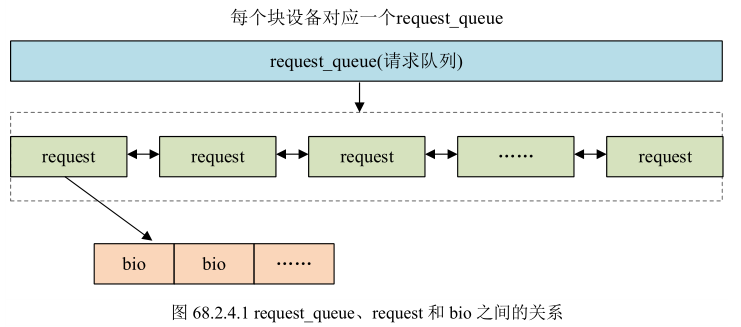 每个块设备对应一个request_queue
request_queue(请求队列)
request request request …… request
bio bio ……
图 68.2.4.1 request_queue、request 和 bio 之间的关系